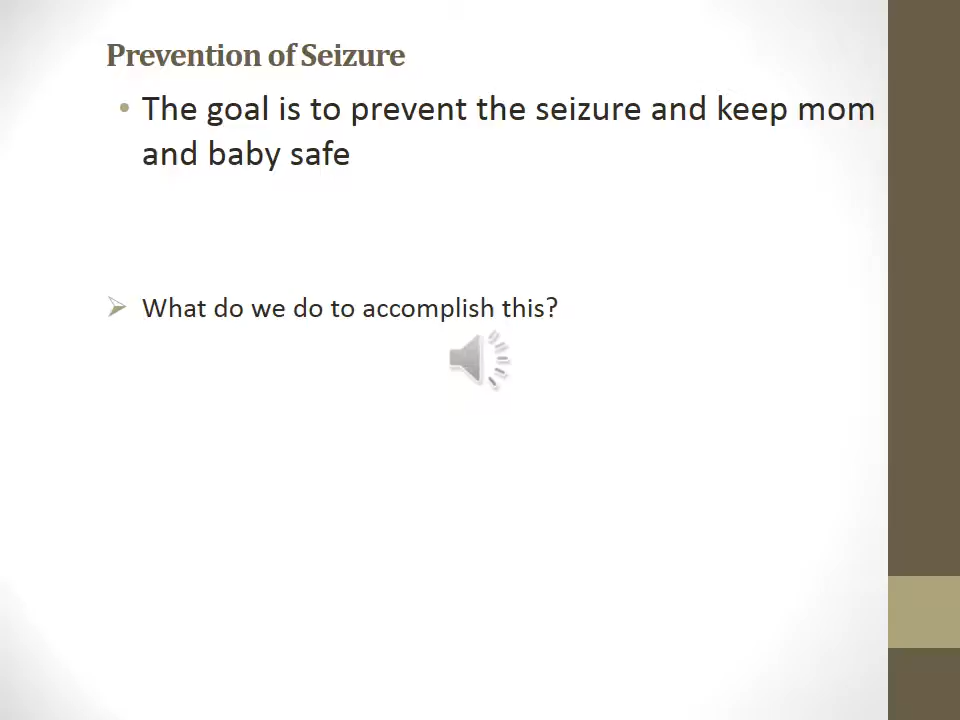 Prevention of Seizure
• The goal is to prevent the seizure and keep mom
and baby safe
What do we do to accomplish this?